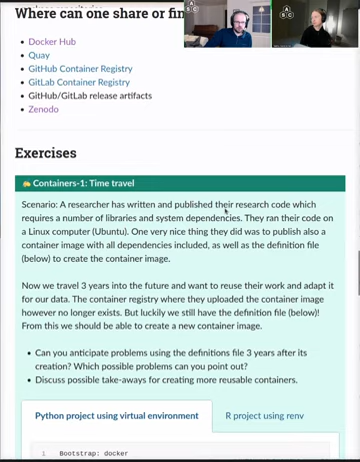 Where can one share or fin
Docker Hub
Quay
GitHub Container Registry
GitLab Container Registry
GitHub/GitLab release artifacts
Zenodo
Exercises
Containers-1: Time travel
Scenario: A researcher has written and published their research code which
requires a number of libraries and system dependencies. They ran their code on
a Linux computer (Ubuntu). One very nice thing they did was to publish also a
container image with all dependencies included, as well as the definition file
(below) to create the container image.
Now we travel 3 years into the future and want to reuse their work and adapt it
for our data. The container registry where they uploaded the container image
however no longer exists. But luckily we still have the definition file (below)!
From this we should be able to create a new container image.
Can you anticipate problems using the definitions file 3 years after its
creation? Which possible problems can you point out?
Discuss possible take-aways for creating more reusable containers.
Python project using virtual environment
R project using renv
1 Bootstrap: docker